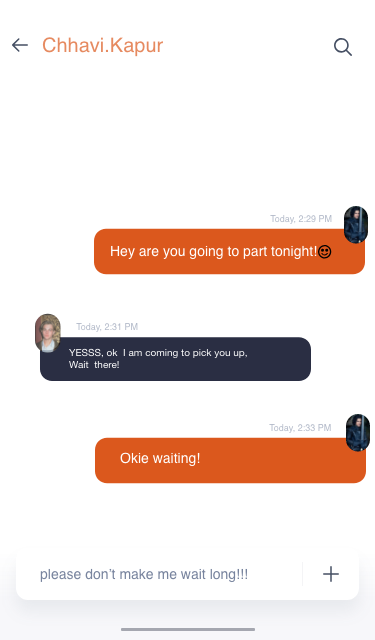 Chhavi.Kapur
Today, 2:29 PM
Hey are you going to part tonight!😍
Today, 2:31 PM
YESSS, ok I am coming to pick you up,
Wait there!
Today, 2:33 PM
Okie waiting!
please don't make me wait long!!!